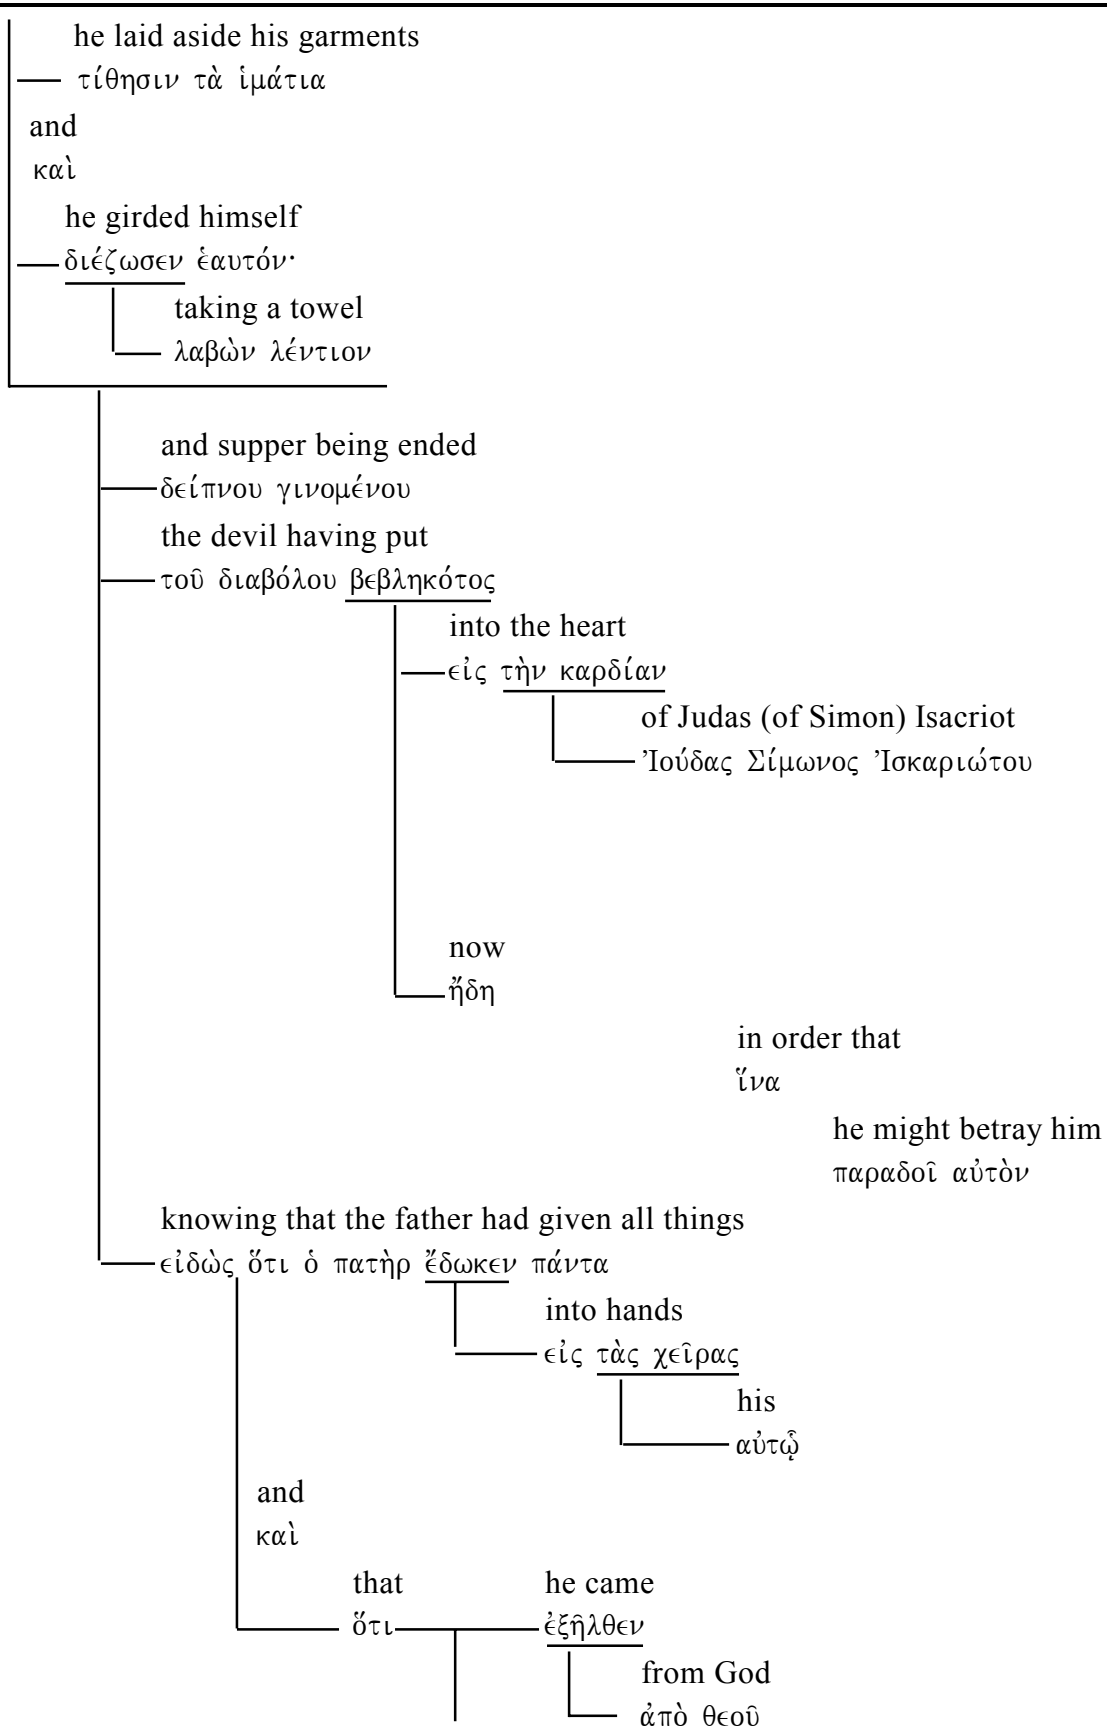 he laid aside his garments
τίθησιν τὰ ἱμάτια
and
καὶ
he girded himself
διέζωσεν ἑαυτόν·
taking a towel
λαβὼν λέντιον
and supper being ended
δείπνου γινομένου
the devil having put
τοῦ διαβόλου βεβληκότος
into the heart
εἰς τὴν καρδίαν
of Judas (of Simon) Isacriot
Ἰούδας Σίμωνος Ἰσκαριώτου
now
ἤδη
in order that
ἵνα
he might betray him
παραδοῖ αὐτὸν
knowing that the father had given all things
εἰδὼς ὅτι ὁ πατὴρ ἔδωκεν πάντα
into hands
εἰς τὰς χεῖρας
his
αὐτῷ
and
καὶ
that he came
ὅτι ἐξῆλθεν
from God
ἀπὸ θεοῦ